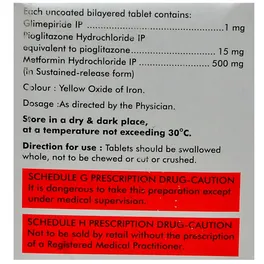 Each uncoated bilayered tablet contains:
Glimepiride IP 1 mg
Pioglitazone Hydrochloride IP
equivalent to pioglitazone 15 mg
Metformin Hydrochloride IP 500 mg
(in Sustained-release form)
Colour : Yellow Oxide of Iron.
Dosage :As directed by the Physician.
Store in a dry & dark place,
at a temperature not exceeding 30°C.
Direction for use : Tablets should be swallowed
whole, not to be chewed or cut or crushed.
SCHEDULE G PRESCRIPTION DRUG-CAUTION
It is dangerous to take this preparation except
under medical supervision.
SCHEDULE H PRESCRIPTION DRUG-CAUTION
Not to be sold by retail without the prescription
of a Registered Medical Practitioner.